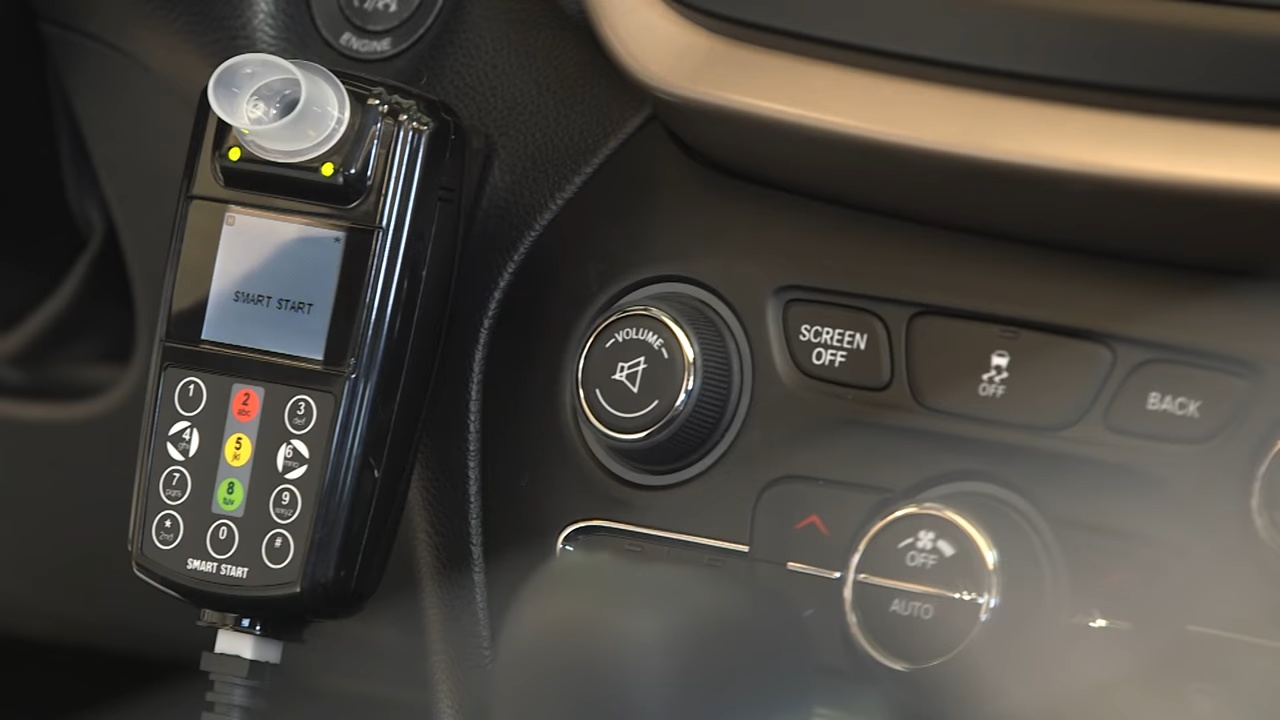 ENGINE
SMART START
1
2
abc
3
def
4
ghi
5
jkl
6
mno
7
pqrs
8
tuv
9
wxyz
*
2nd
0
#
SMART START
VOLUME
SCREEN
OFF
OFF
BACK
OFF
AUTO